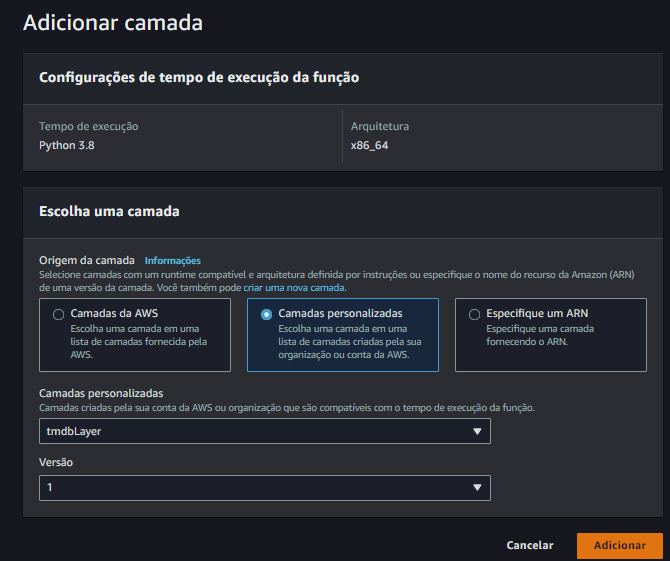 Adicionar camada
Configurações de tempo de execução da função
Tempo de execução
Python 3.8
Arquitetura
x86_64
Escolha uma camada
Origem da camada Informações
Selecione camadas com um runtime compatível e arquitetura definida por instruções ou especifique o nome do recurso da Amazon (ARN)
de uma versão da camada. Você também pode criar uma nova camada.
Camadas da AWS
Escolha uma camada em uma
lista de camadas fornecida pela
AWS.
Camadas personalizadas
Escolha uma camada em uma
lista de camadas criadas pela sua
organização ou conta da AWS.
Especifique um ARN
Especifique uma camada
fornecendo o ARN.
Camadas personalizadas
Camadas criadas pela sua conta da AWS ou organização que são compatíveis com o tempo de execução da função.
tmdbLayer
Versão
1
Cancelar
Adicionar